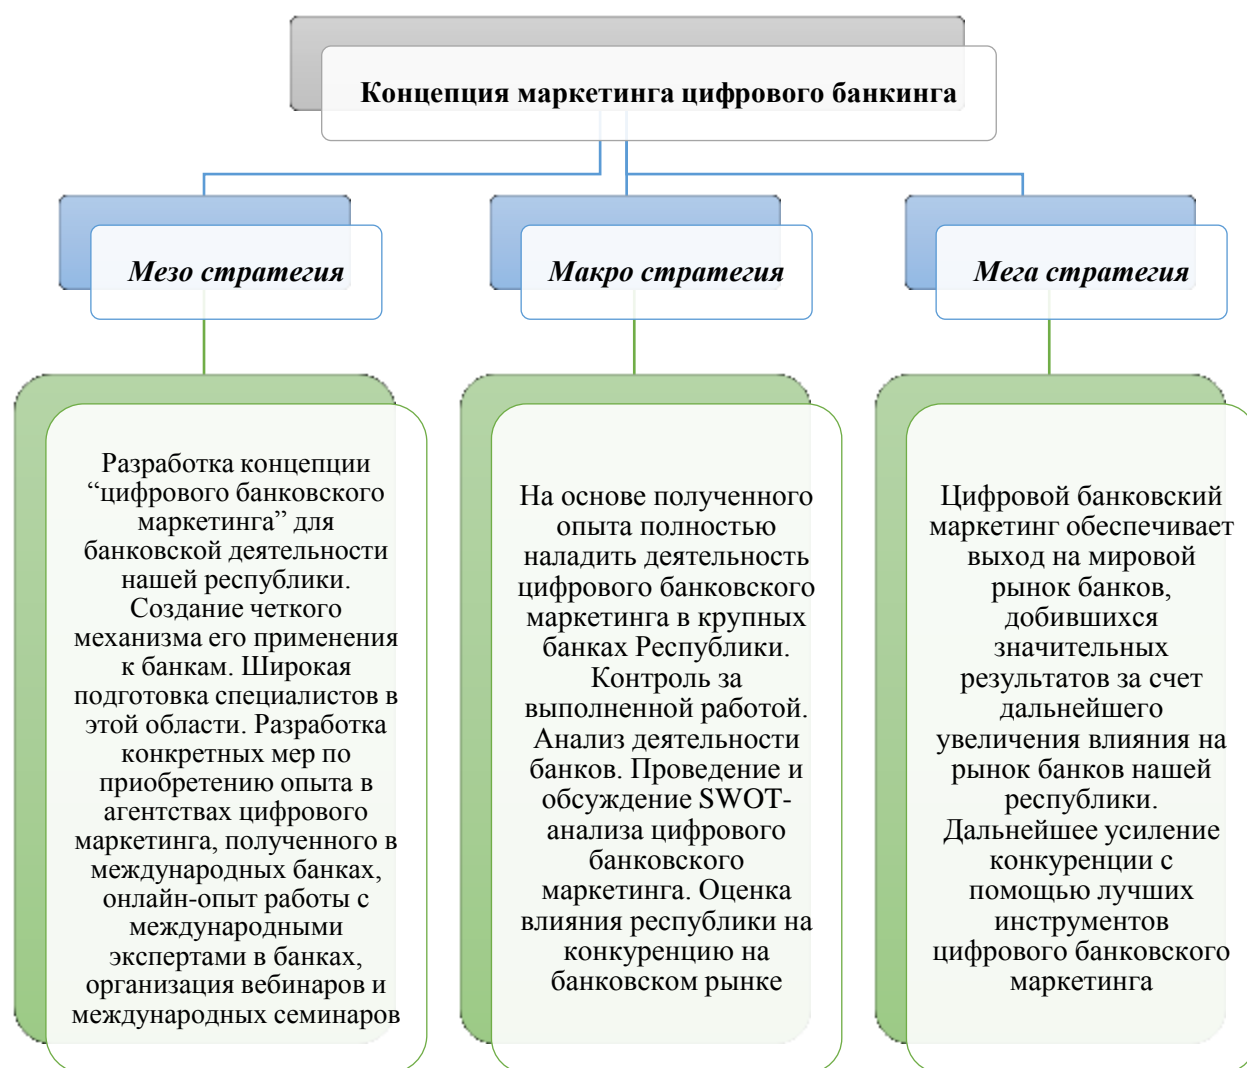 Концепция маркетинга цифрового банкинга
Мезо стратегия
Макро стратегия
Мега стратегия
Разработка концепции
“цифрового банковского
маркетинга” для
банковской деятельности
нашей республики.
Создание четкого
механизма его применения
к банкам. Широкая
подготовка специалистов в
этой области. Разработка
конкретных мер по
приобретению опыта в
агентствах цифрового
маркетинга, полученного в
международных банках,
онлайн-опыт работы с
международными
экспертами в банках,
организация вебинаров и
международных семинаров
На основе полученного
опыта полностью
наладить деятельность
цифрового банковского
маркетинга в крупных
банках Республики.
Контроль за
выполненной работой.
Анализ деятельности
банков. Проведение и
обсуждение SWOT-
анализа цифрового
банковского
маркетинга. Оценка
влияния республики на
конкуренцию на
банковском рынке
Цифровой банковский
маркетинг обеспечивает
выход на мировой
рынок банков,
добившихся
значительных
результатов за счет
дальнейшего
увеличения влияния на
рынок банков нашей
республики.
Дальнейшее усиление
конкуренции с
помощью лучших
инструментов
цифрового банковского
маркетинга